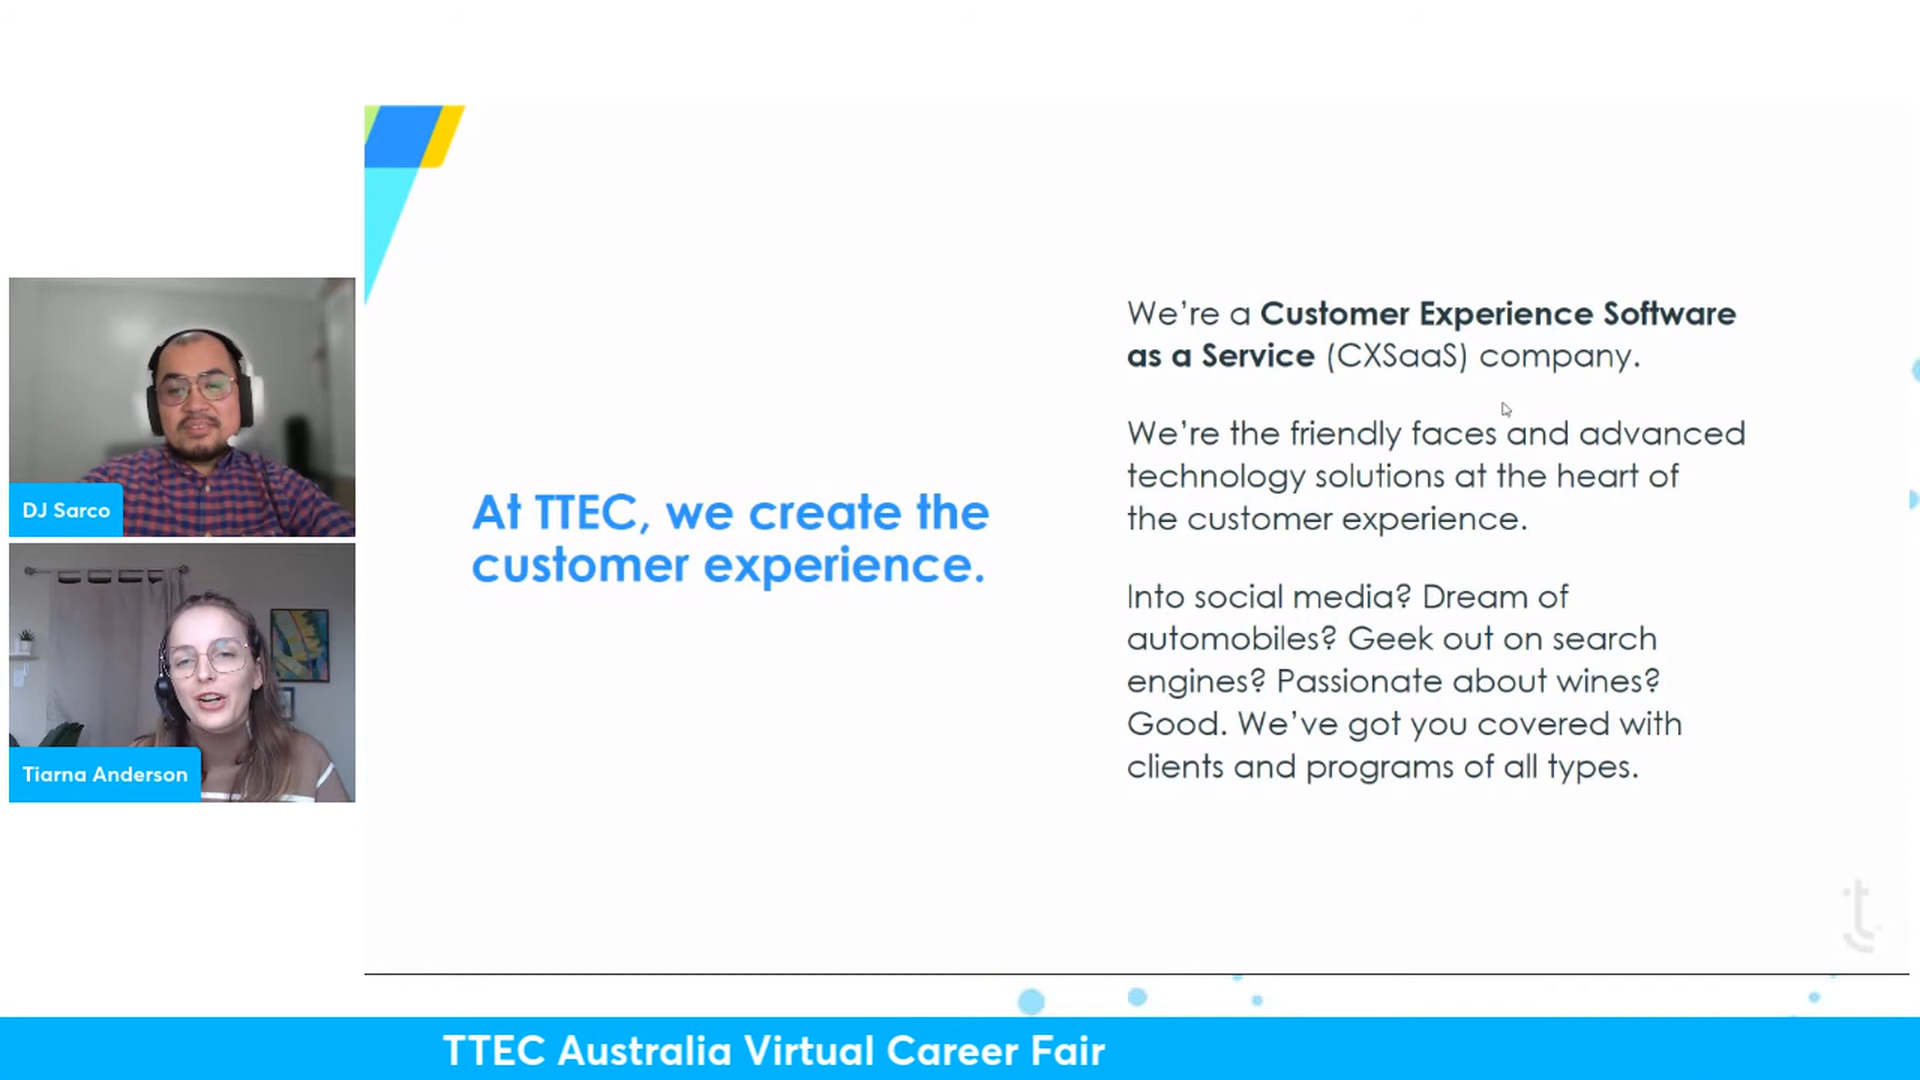 DJ Sarco
Tiarna Anderson
At TTEC, we create the
customer experience.
We're a Customer Experience Software
as a Service (CXSaaS) company.
We're the friendly faces and advanced
technology solutions at the heart of
the customer experience.
Into social media? Dream of
automobiles? Geek out on search
engines? Passionate about wines?
Good. We've got you covered with
clients and programs of all types.
t
TTEC Australia Virtual Career Fair